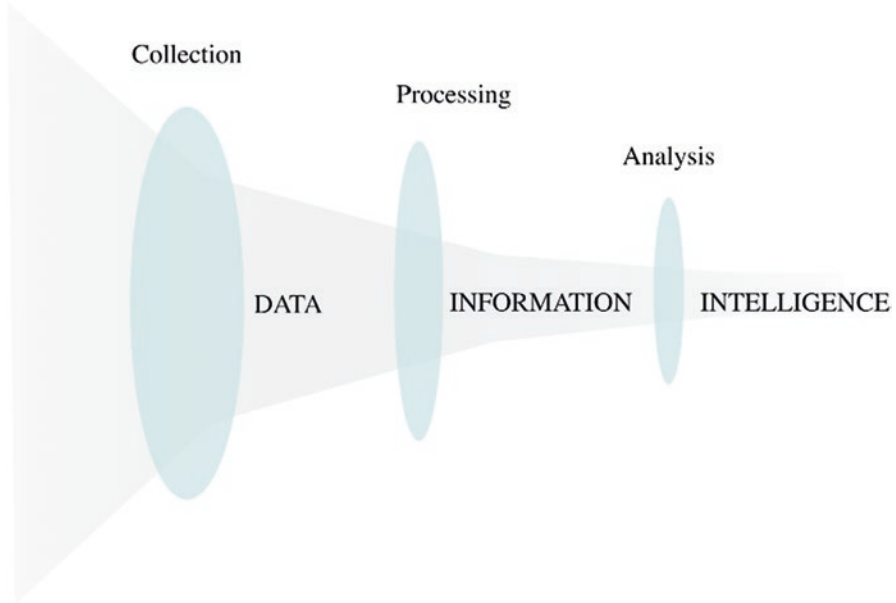 Collection
Processing
Analysis
DATA
INFORMATION
INTELLIGENCE